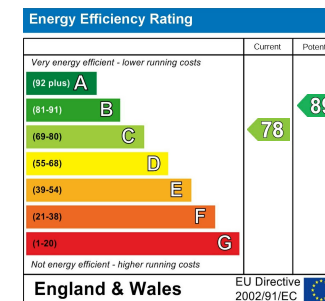 Energy Efficiency Rating
Current Potent
Very energy efficient - lower running costs
(92 plus) A
(81-91) B
(69-80) C
(55-68) D
(39-54) E
(21-38) F
(1-20) G
78
89
Not energy efficient - higher running costs
England & Wales
EU Directive
2002/91/EC